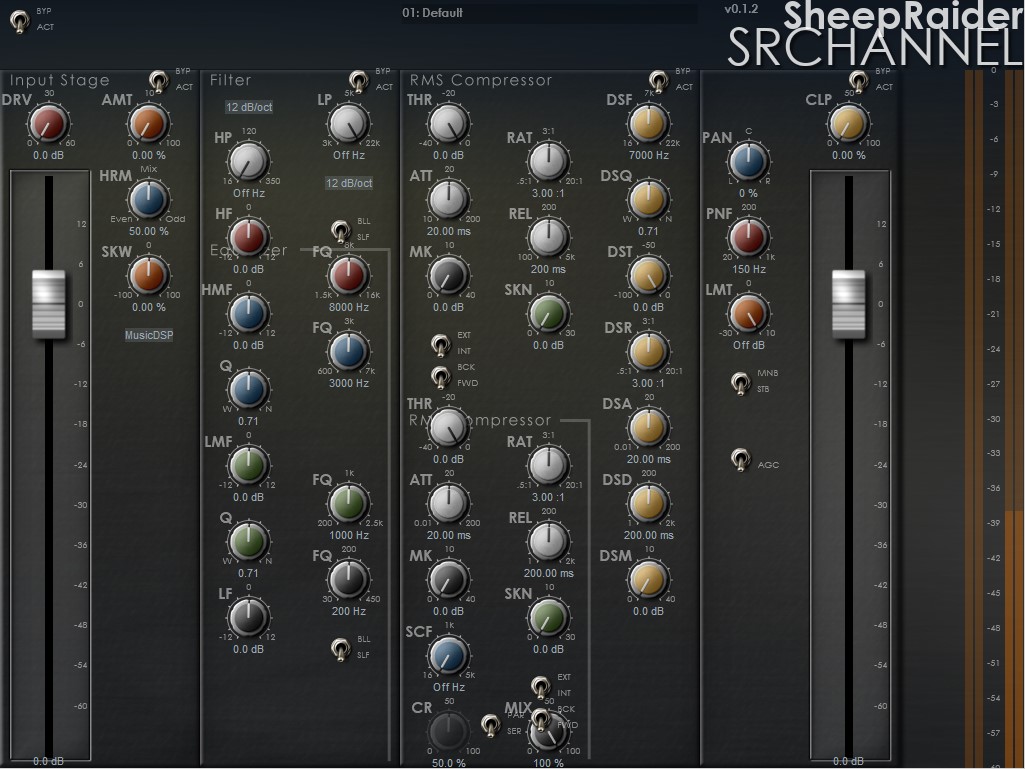 BYP
ACT
01: Default
v0.1.2
SheepRaider
SRCHANNEL
Input Stage
BYP
ACT
DRV
30
0
60
0.0 dB
AMT
0
100
0.00 %
HRM
Mix
Even
Odd
50.00 %
SKW
0
-100
100
0.00 %
MusicDSP
12
6
0
-6
-12
-18
-24
-30
-36
-42
-48
-54
-60
0.0 dB
Filter
BYP
ACT
12 dB/oct
LP
5k
3k
22k
Off Hz
HP
120
16
350
Off Hz
12 dB/oct
BLL
SLF
HF
0
0.0 dB
FQ
8k
1.5k
16k
8000 Hz
HMF
0
-12
12
0.0 dB
FQ
3k
600
7k
3000 Hz
Q
W
N
0.71
LMF
0
-12
12
0.0 dB
FQ
1k
200
2.5k
1000 Hz
Q
W
N
0.71
FQ
200
30
450
200 Hz
LF
0
-12
12
0.0 dB
BLL
SLF
RMS Compressor
BYP
ACT
THR
-20
-40
0
0.0 dB
RAT
3:1
.5:1
20:1
3.00 :1
ATT
20
10
200
20.00 ms
REL
200
100
5k
200 ms
MK
10
0
40
0.0 dB
SKN
10
0
30
0.0 dB
EXT
INT
BCK
FWD
THR
-20
-40
0
0.0 dB
RAT
3:1
.5:1
20:1
3.00 :1
ATT
20
0.01
200
20.00 ms
REL
200
1
2k
200.00 ms
MK
10
0
40
0.0 dB
SKN
10
0
30
0.0 dB
SCF
1k
16
5k
Off Hz
EXT
INT
BCK
FWD
CR
50
0
100
50.0 %
SER
MIX
50
0
100
100 %
DSF
7k
16
22k
7000 Hz
DSQ
W
N
0.71
DST
-50
-100
0
0.0 dB
DSR
3:1
.5:1
20:1
3.00 :1
DSA
20
0.01
200
20.00 ms
DSD
200
1
2k
200.00 ms
DSM
10
0
40
0.0 dB
BYP
ACT
CLP
50
0
100
0.00 %
PAN
C
L
R
0 %
PNF
200
20
1k
150 Hz
LMT
0
-30
10
Off dB
MNB
STB
AGC
12
6
0
-6
-12
-18
-24
-30
-36
-42
-48
-54
-60
0.0 dB
0
-3
-6
-9
-12
-15
-18
-21
-24
-27
-30
-33
-36
-39
-42
-45
-48
-51
-54
-57